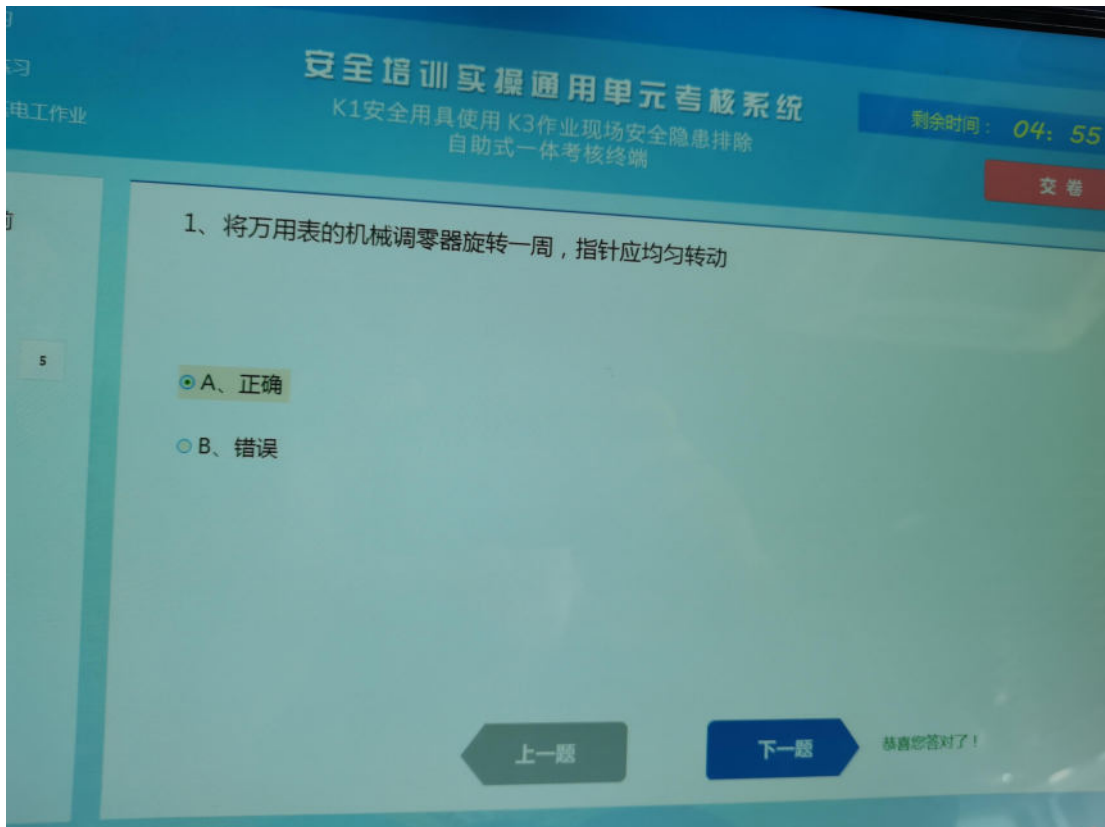 习
电工作业
安全培训实操通用单元考核系统
K1安全用具使用 K3作业现场安全隐患排除
自助式一体考核终端
剩余时间： 04：55
交卷
前
1、将万用表的机械调零器旋转一周，指针应均匀转动
5
A、正确
B、错误
上一题
下一题
恭喜您答对了！